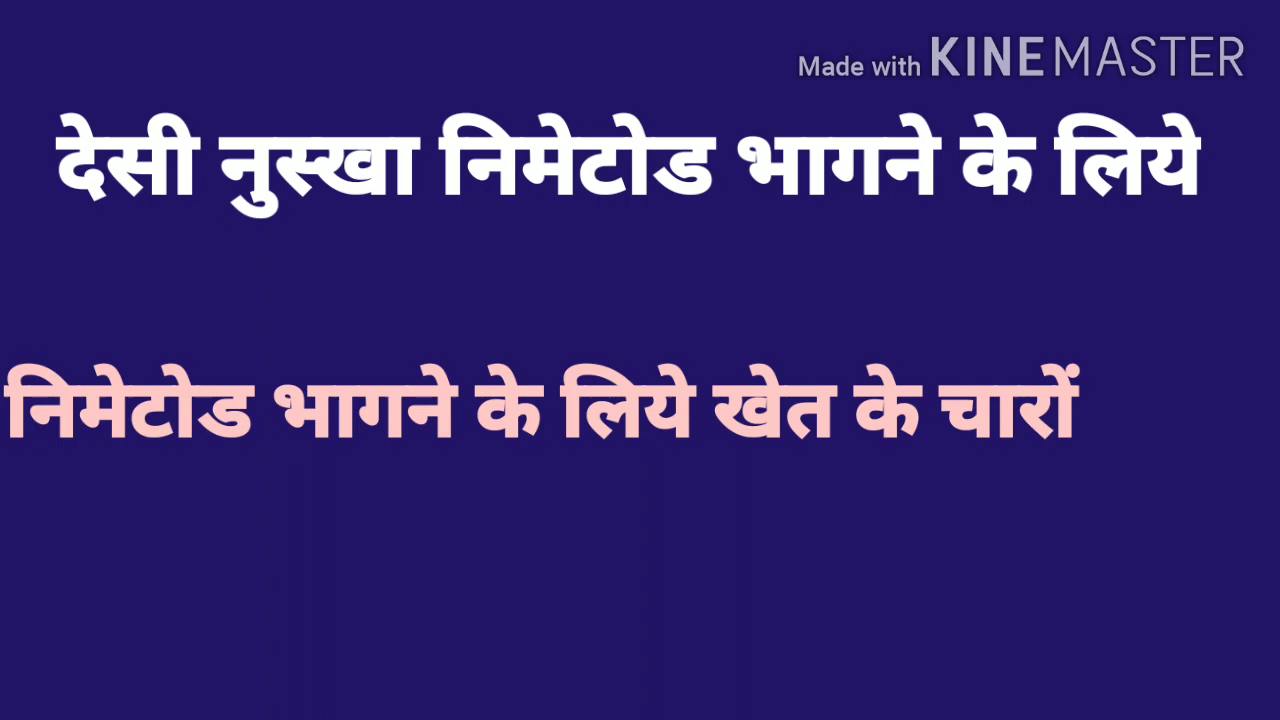 Made with KINEMASTER
देसी नुस्खा निमेटोड भागने के लिये
निमेटोड भागने के लिये खेत के चारों